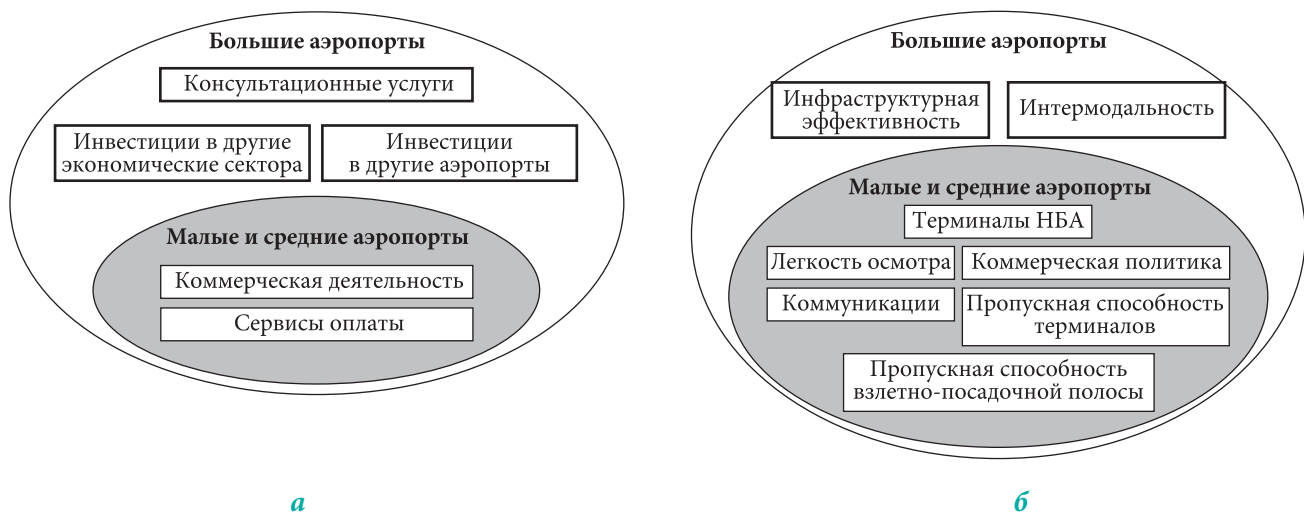 Большие аэропорты
Консультационные услуги
Инвестиции в другие
экономические сектора
Инвестиции
в другие аэропорты
Малые и средние аэропорты
Коммерческая деятельность
Сервисы оплаты
а
Большие аэропорты
Инфраструктурная
эффективность
Интермодальность
Малые и средние аэропорты
Терминалы НБА
Легкость осмотра
Коммерческая политика
Коммуникации
Пропускная способность
терминалов
Пропускная способность
взлетно-посадочной полосы
б